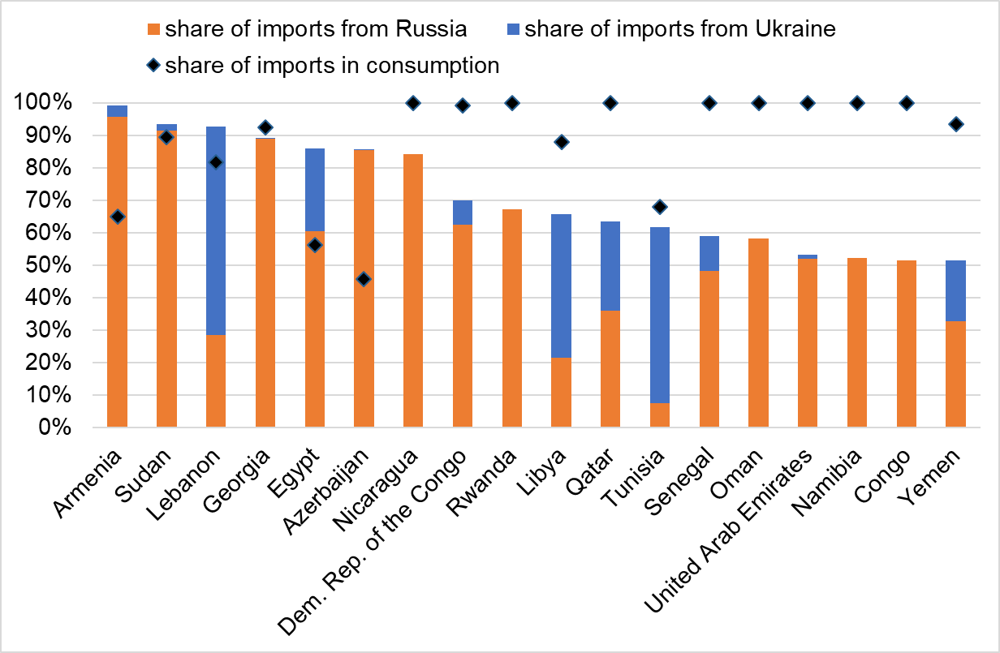 share of imports from Russia
share of imports from Ukraine
share of imports in consumption
100%
90%
80%
70%
60%
50%
40%
30%
20%
10%
0%
Armenia
Sudan
Lebanon
Georgia
Egypt
Azerbaijan
Nicaragua
Dem. Rep. of the Congo
Rwanda
Libya
Qatar
Tunisia
Senegal
Oman
United Arab Emirates
Namibia
Congo
Yemen